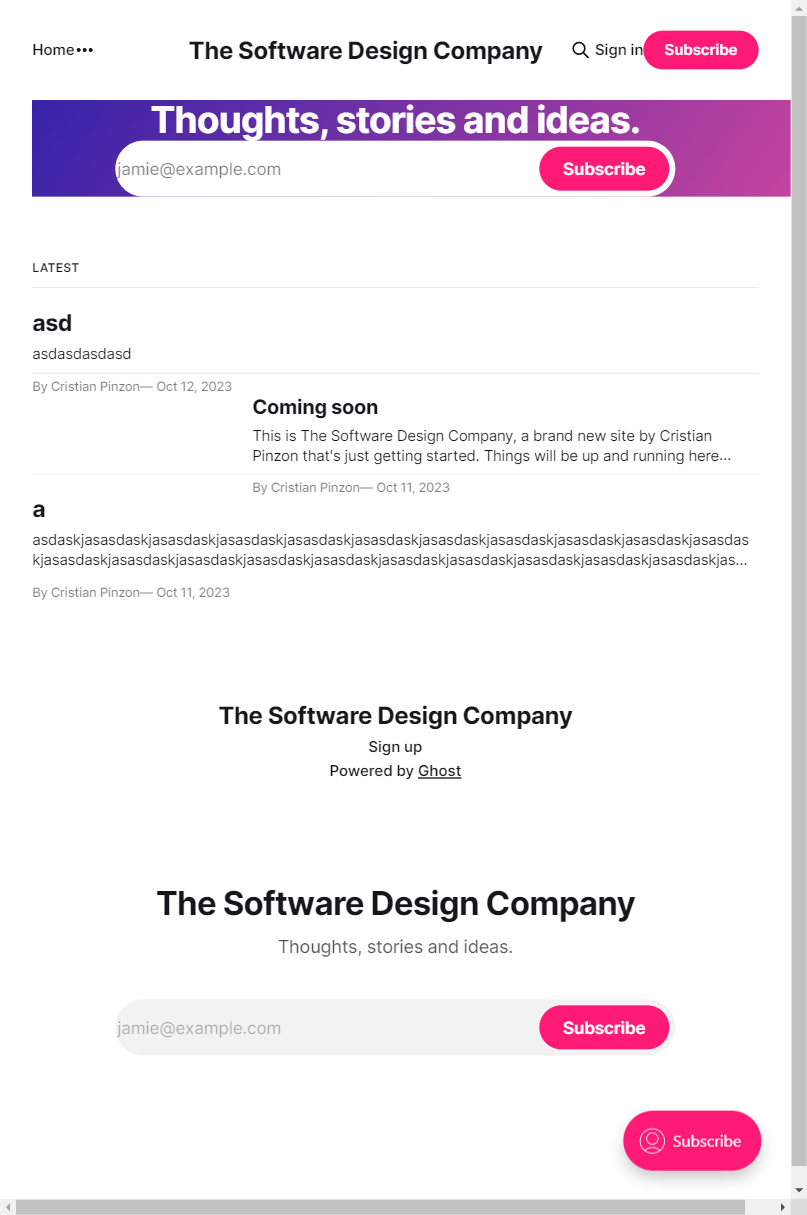 Home •••
The Software Design Company
Sign in
Subscribe
Thoughts, stories and ideas.
jamie@example.com
Subscribe
LATEST
asd
asdasdasdasd
By Cristian Pinzon— Oct 12, 2023
Coming soon
This is The Software Design Company, a brand new site by Cristian
Pinzon that's just getting started. Things will be up and running here...
By Cristian Pinzon— Oct 11, 2023
a
asdaskjasasdaskjasasdaskjasasdaskjasasdaskjasasdaskjasasdaskjasasdaskjasasdaskjasasdaskjasasdas
kjasasdaskjasasdaskjasasdaskjasasdaskjasasdaskjasasdaskjasasdaskjasasdaskjasasdaskjasasdaskjas...
By Cristian Pinzon— Oct 11, 2023
The Software Design Company
Sign up
Powered by Ghost
The Software Design Company
Thoughts, stories and ideas.
jamie@example.com
Subscribe
Subscribe